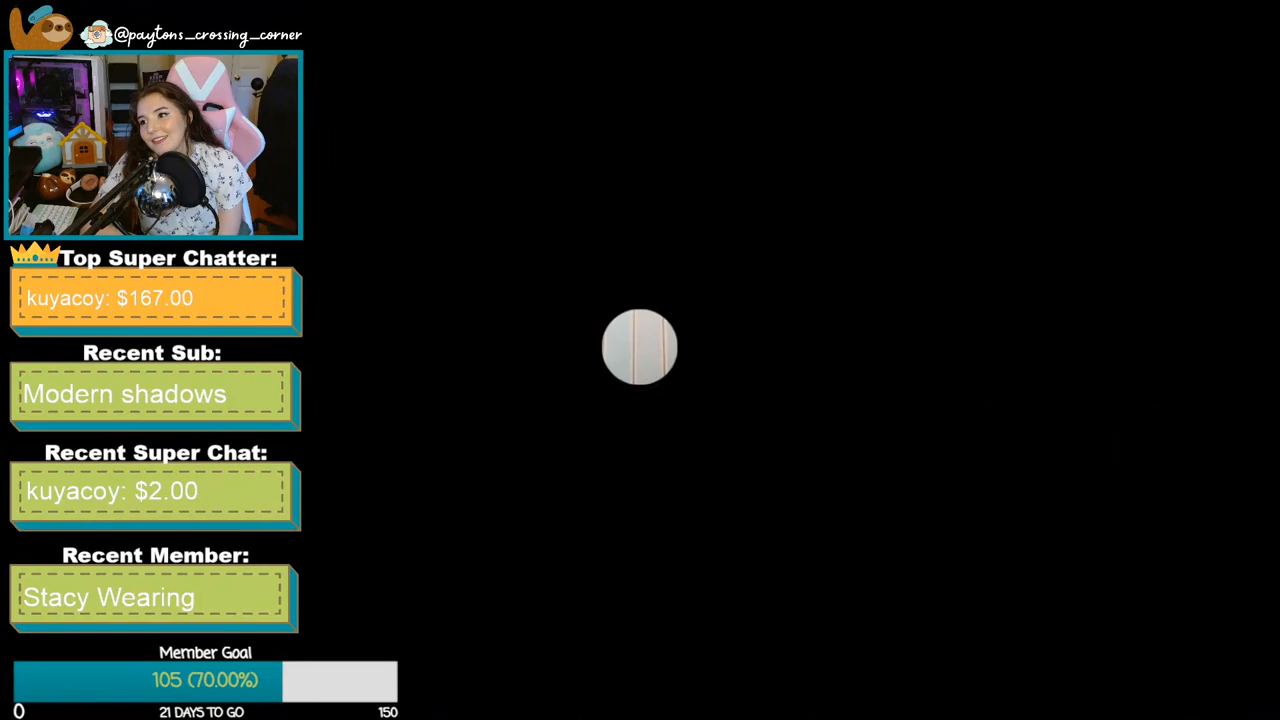 @paytons_crossing_corner
Top Super Chatter:
kuyacoy: $167.00
Recent Sub:
Modern shadows
Recent Super Chat:
kuyacoy: $2.00
Recent Member:
Stacy Wearing
Member Goal
105 (70.00%)
0 21 DAYS TO GO 150